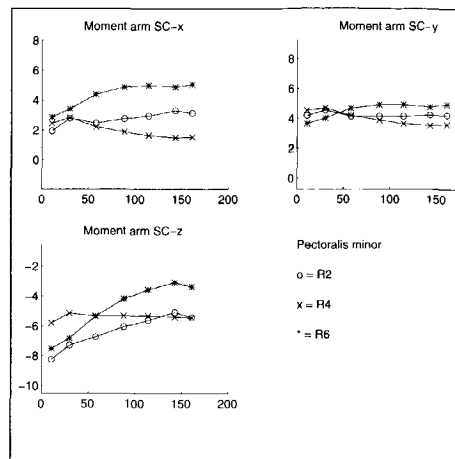 Moment arm SC-x
8
6
4
2
0
0 50 100 150 200
Moment arm SC-y
8
6
4
2
0
0 50 100 150
Moment arm SC-z
-2
-4
-6
-8
-10
0 50 100 150 200
Pectoralis minor
o = R2
x = R4
* = R6